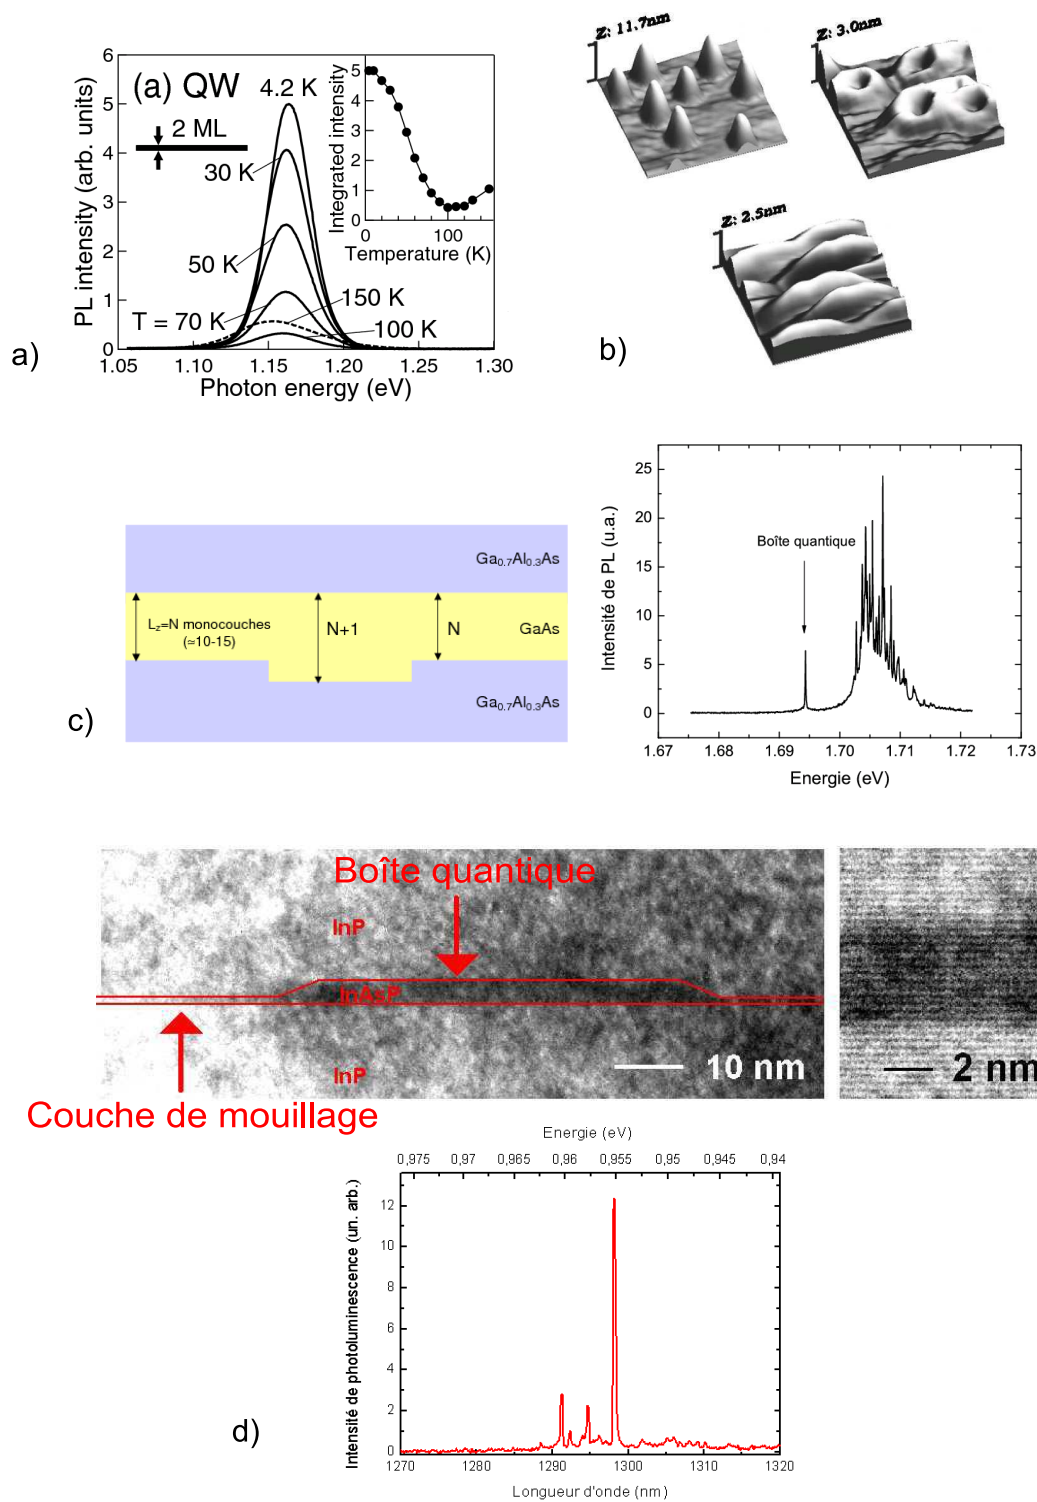 (a) QW
2 ML
4.2 K
30 K
50 K
T = 70 K
150 K
100 K
PL intensity (arb. units)
6
5
4
3
2
1
0
1.05
1.10
1.15
1.20
1.25
1.30
Photon energy (eV)
Integrated intensity
5
4
3
2
1
0
0
100
Temperature (K)
a)
Z: 11.7nm
Z: 3.0nm
Z: 2.5nm
b)
Ga0.7Al0.3As
Lz=N monocouches
(≃10-15)
N+1
N
GaAs
Ga0.7Al0.3As
c)
Intensité de PL (u.a.)
25
20
15
10
5
0
Boîte quantique
1.67
1.68
1.69
1.70
1.71
1.72
1.73
Energie (eV)
Boîte quantique
InP
InAsP
InP
10 nm
2 nm
Couche de mouillage
Energie (eV)
0,975
0,97
0,965
0,96
0,955
0,95
0,945
0,94
Intensité de photoluminescence (un. arb.)
12
10
8
6
4
2
0
1270
1280
1290
1300
1310
1320
Longueur d'onde (nm)
d)